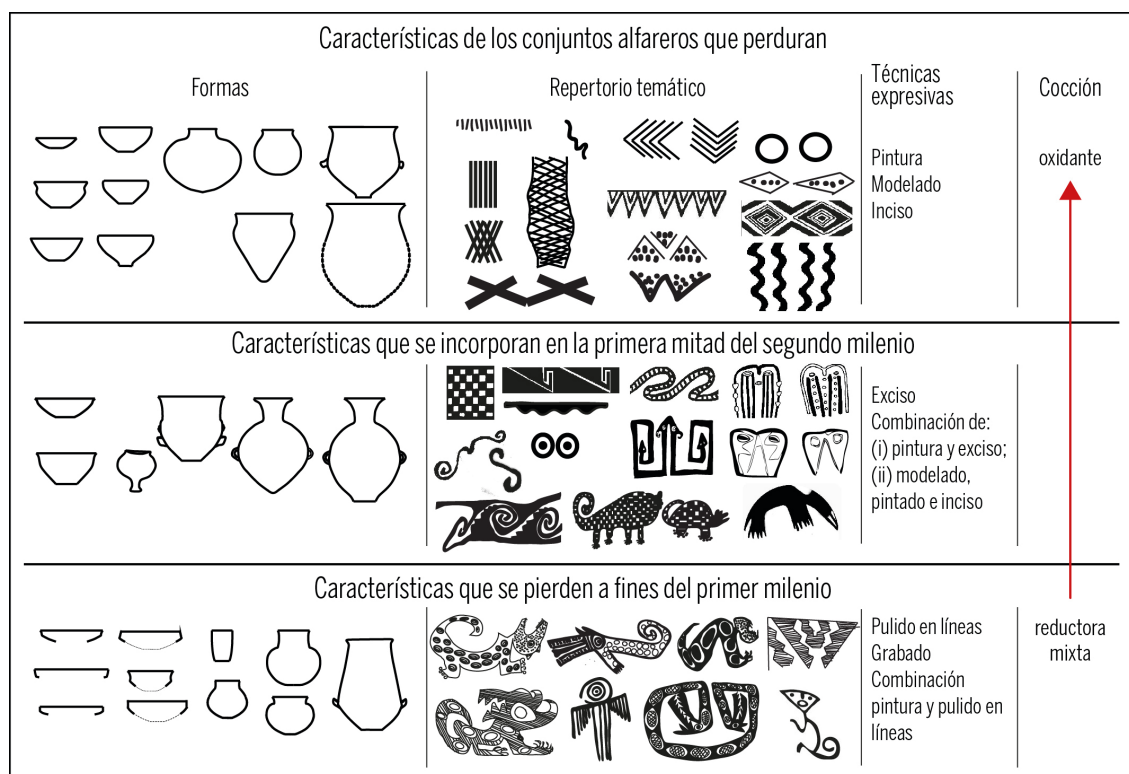 Características de los conjuntos alfareros que perduran
Formas
Repertorio temático
Técnicas
expresivas
Cocción
Pintura
Modelado
Inciso
oxidante
Características que se incorporan en la primera mitad del segundo milenio
Exciso
Combinación de:
(i) pintura y exciso;
(ii) modelado,
pintado e inciso
Características que se pierden a fines del primer milenio
Pulido en líneas
Grabado
Combinación
pintura y pulido en
líneas
reductora
mixta